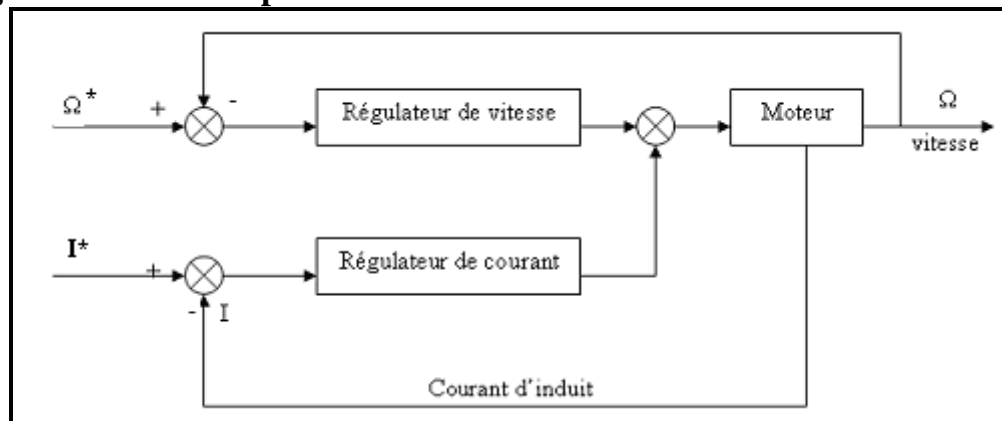 Ω*
+
-
Régulateur de vitesse
Moteur
Ω
vitesse
I*
+
- I
Régulateur de courant
Courant d'induit